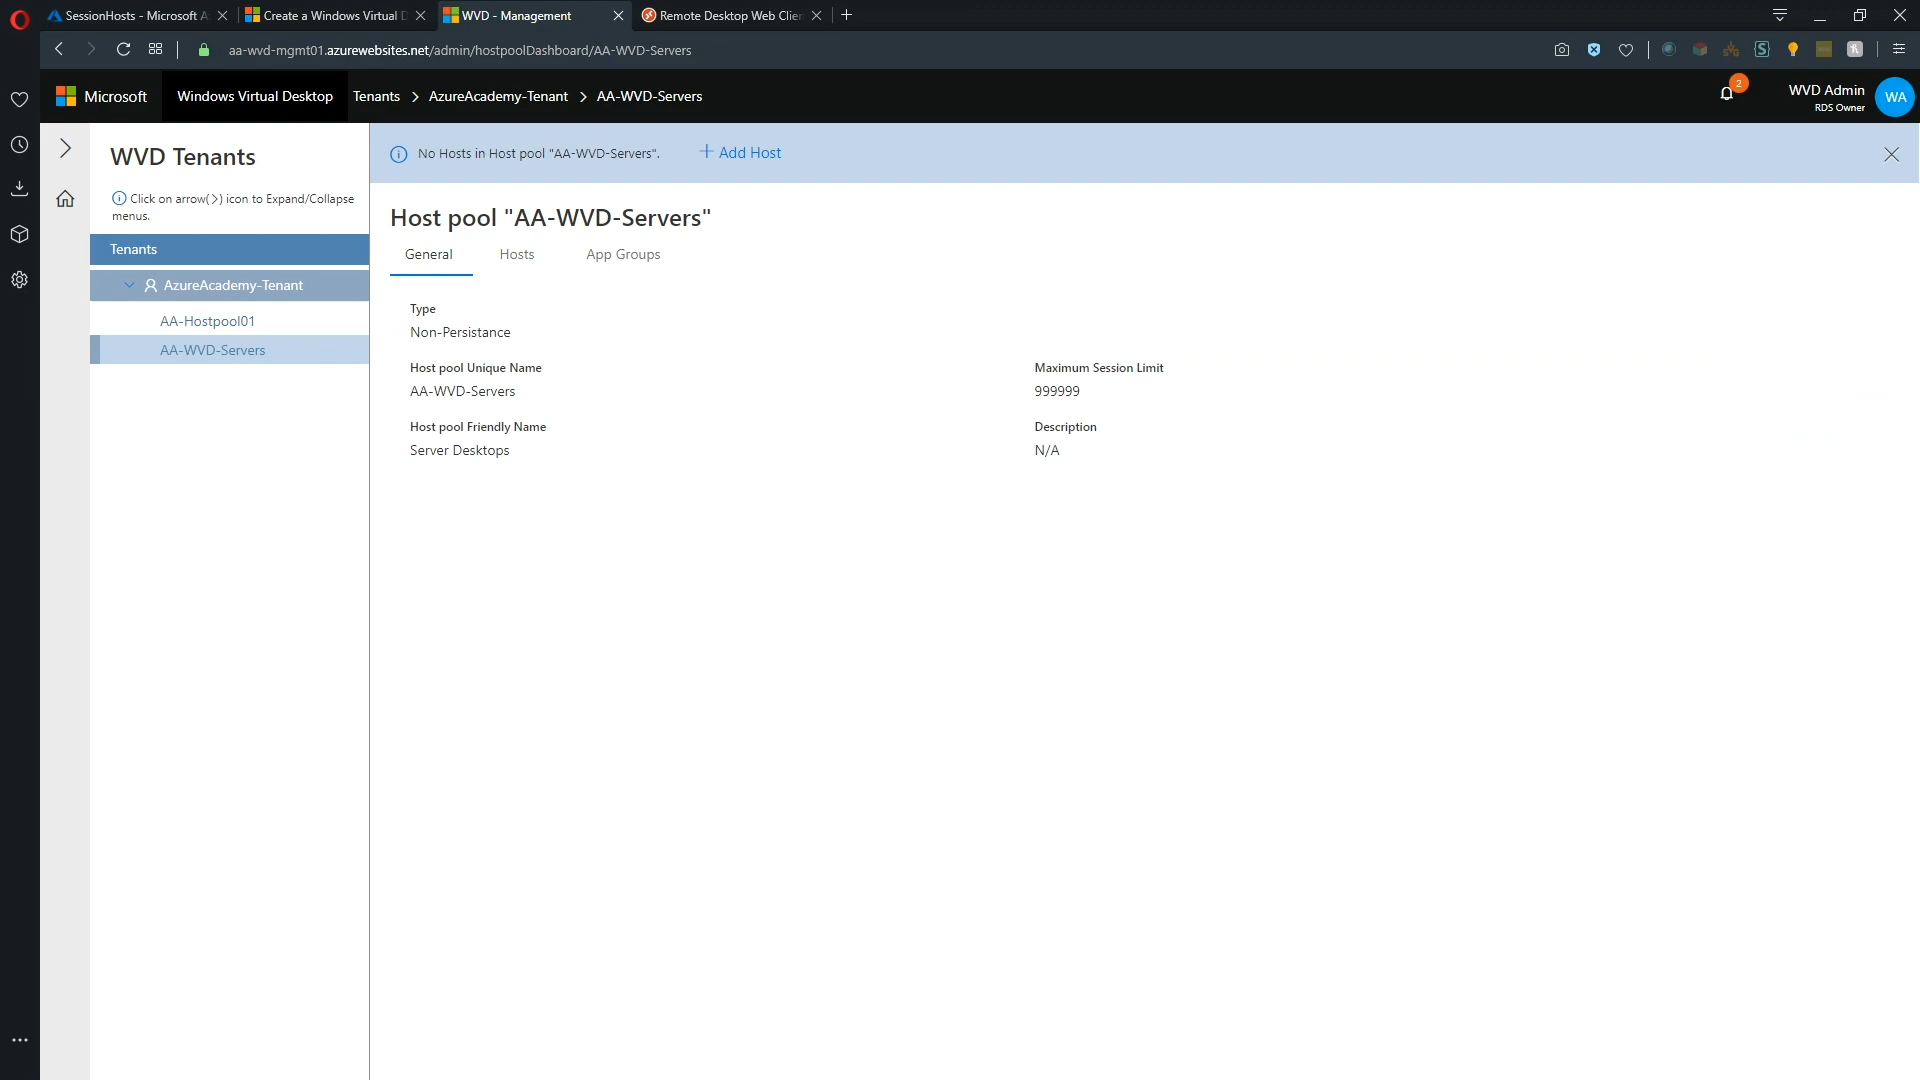 SessionHosts - Microsoft A
Create a Windows Virtual D
WVD - Management
Remote Desktop Web Clien
aa-wvd-mgmt01.azurewebsites.net/admin/hostpoolDashboard/AA-WVD-Servers
Microsoft
Windows Virtual Desktop
Tenants > AzureAcademy-Tenant > AA-WVD-Servers
2
WVD Admin
RDS Owner
WA
WVD Tenants
Click on arrow(>) icon to Expand/Collapse
menus.
Tenants
AzureAcademy-Tenant
AA-Hostpool01
AA-WVD-Servers
No Hosts in Host pool "AA-WVD-Servers".
+ Add Host
Host pool "AA-WVD-Servers"
General
Hosts
App Groups
Type
Non-Persistance
Host pool Unique Name
AA-WVD-Servers
Maximum Session Limit
999999
Host pool Friendly Name
Server Desktops
Description
N/A